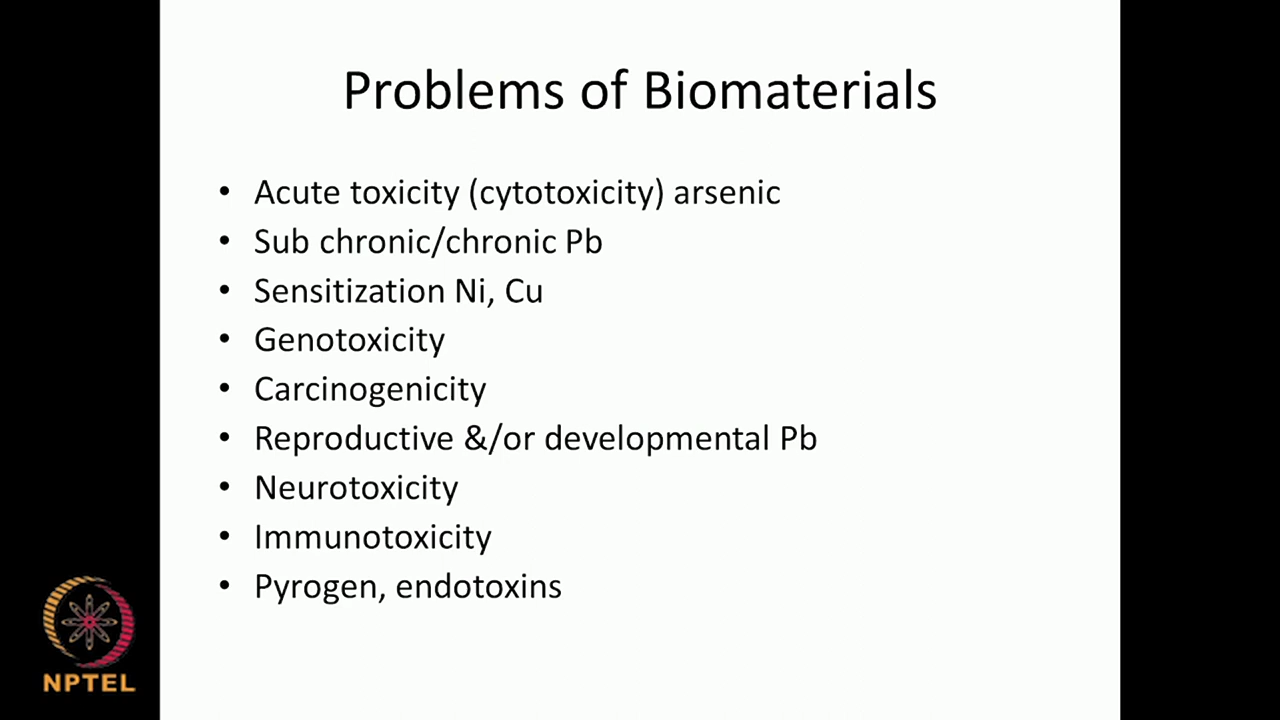 Problems of Biomaterials
• Acute toxicity (cytotoxicity) arsenic
• Sub chronic/chronic Pb
• Sensitization Ni, Cu
• Genotoxicity
• Carcinogenicity
• Reproductive &/or developmental Pb
• Neurotoxicity
• Immunotoxicity
• Pyrogen, endotoxins
NPTEL